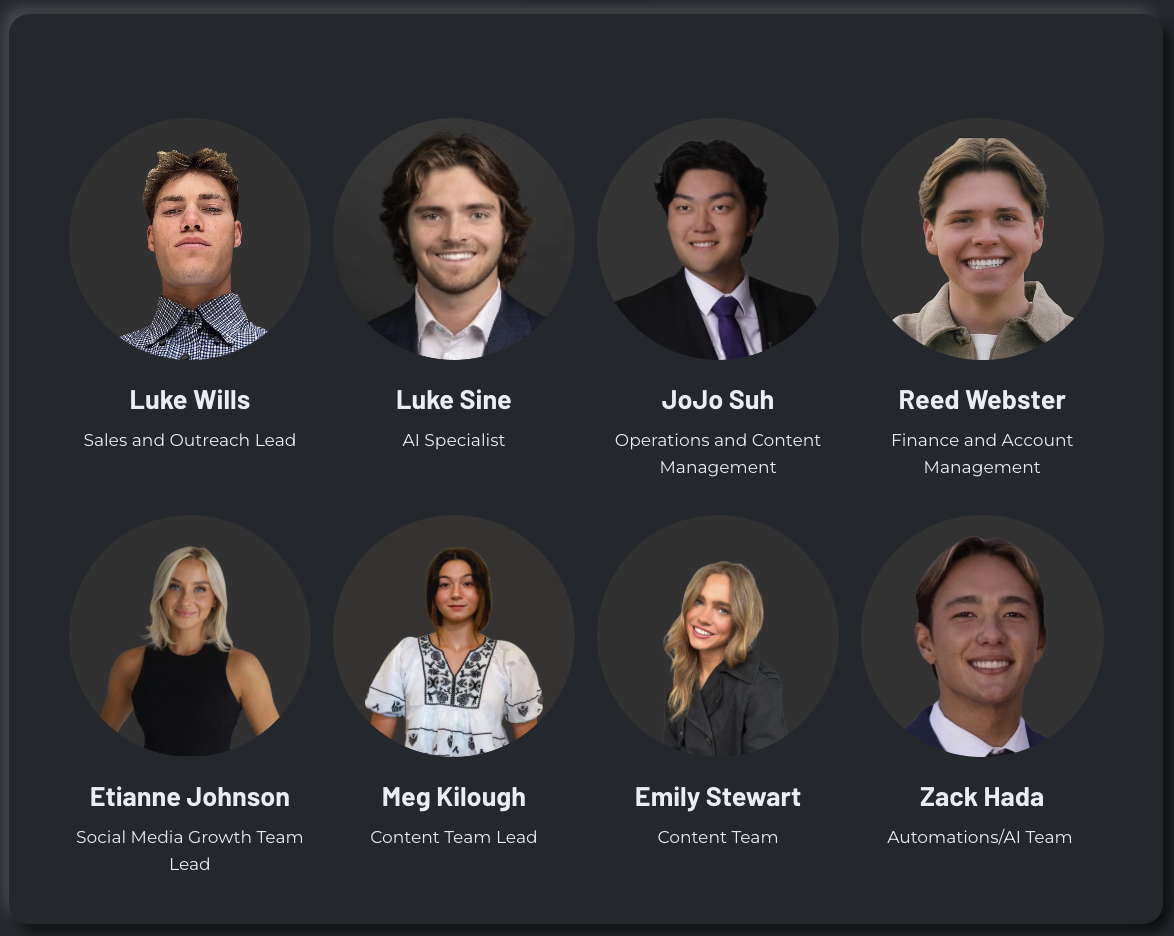 Luke Wills
Sales and Outreach Lead
Luke Sine
AI Specialist
JoJo Suh
Operations and Content
Management
Reed Webster
Finance and Account
Management
Etianne Johnson
Social Media Growth Team
Lead
Meg Kilough
Content Team Lead
Emily Stewart
Content Team
Zack Hada
Automations/AI Team